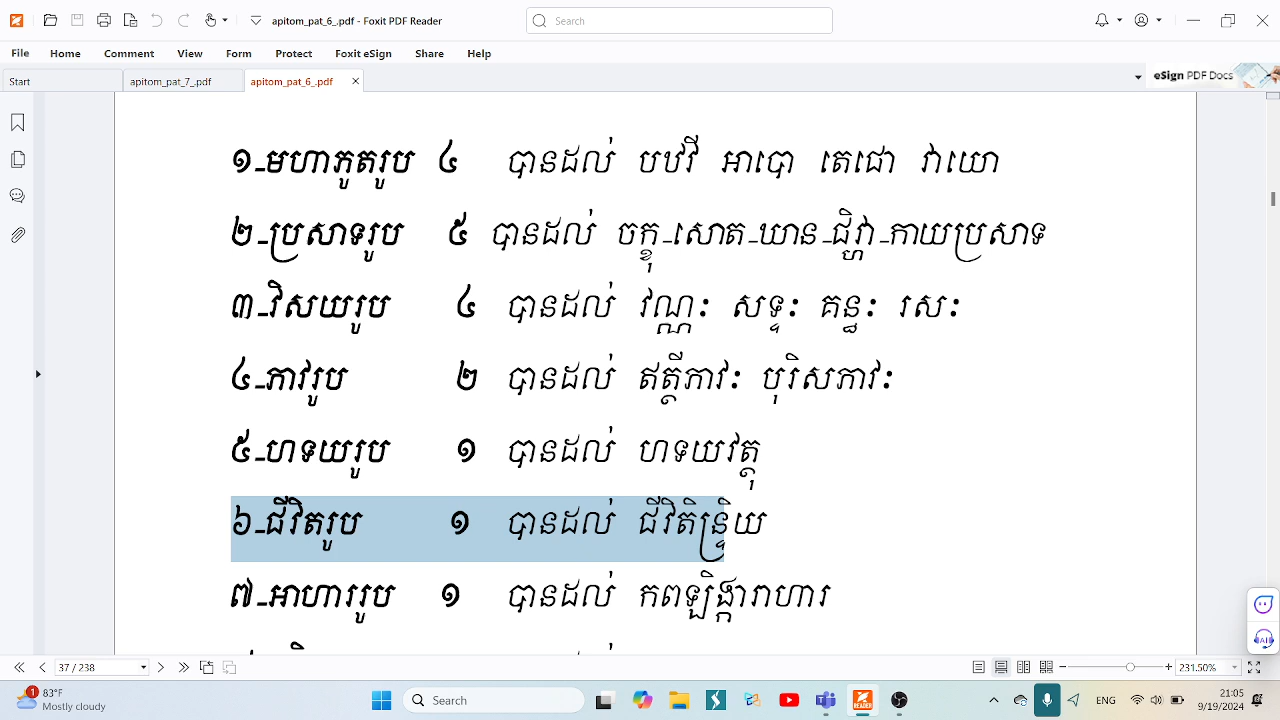 apitom_pat_6_.pdf - Foxit PDF Reader
Search
File Home Comment View Form Protect Foxit eSign Share Help
Start apitom_pat_7_.pdf apitom_pat_6_.pdf eSign PDF Docs
១-មហាភូតរូប ៤ បានដល់ បឋវី អាបោ តេជោ វាយោ
២-ប្រសាទរូប ៥ បានដល់ ចក្ខុ-សោត-ឃាន-ជិវ្ហា-កាយប្រសាទ
៣-វិសយរូប ៤ បានដល់ វណ្ណៈ សទ្ទៈ គន្ធៈ រសៈ
៤-ភាវរូប ២ បានដល់ ឥត្ថីភាវៈ បុរិសភាវៈ
៥-ហទយរូប ១ បានដល់ ហទយវត្ថុ
៦-ជីវិតរូប ១ បានដល់ ជីវិតិន្ទ្រិយ
៧-អាហាររូប ១ បានដល់ កពឡិង្ការាហារ
37 / 238 231.50%
83°F
Mostly cloudy
Search
ENG
21:05
9/19/2024